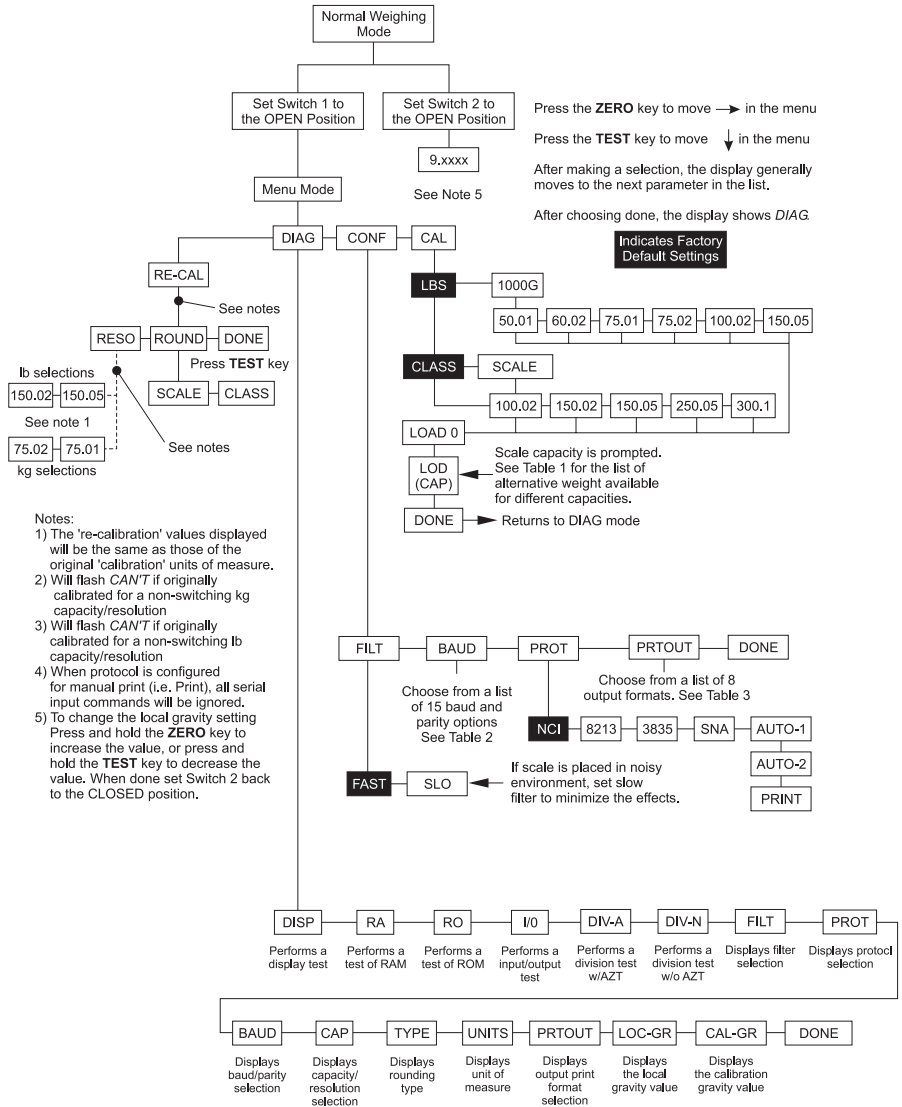 Normal Weighing
Mode
Set Switch 1 to
the OPEN Position
Set Switch 2 to
the OPEN Position
9.xxxx
See Note 5
Menu Mode
Press the ZERO key to move → in the menu
Press the TEST key to move ↓ in the menu
After making a selection, the display generally
moves to the next parameter in the list.
After choosing done, the display shows DIAG.
Indicates Factory
Default Settings
DIAG
CONF
CAL
RE-CAL
See notes
RESO
ROUND
DONE
Press TEST key
SCALE
CLASS
lb selections
150.02
150.05
See note 1
75.02
75.01
kg selections
See notes
LBS
1000G
50.01
60.02
75.01
75.02
100.02
150.05
CLASS
SCALE
100.02
150.02
150.05
250.05
300.1
LOAD 0
LOD
(CAP)
Scale capacity is prompted.
See Table 1 for the list of
alternative weight available
for different capacities.
DONE
Returns to DIAG mode
Notes:
1) The 're-calibration' values displayed
will be the same as those of the
original 'calibration' units of measure.
2) Will flash CAN'T if originally
calibrated for a non-switching kg
capacity/resolution
3) Will flash CAN'T if originally
calibrated for a non-switching lb
capacity/resolution
4) When protocol is configured
for manual print (i.e. Print), all serial
input commands will be ignored.
5) To change the local gravity setting
Press and hold the ZERO key to
increase the value, or press and
hold the TEST key to decrease the
value. When done set Switch 2 back
to the CLOSED position.
FILT
BAUD
PROT
PRTOUT
DONE
Choose from a list
of 15 baud and
parity options
See Table 2
Choose from a list of 8
output formats. See Table 3
NCI
8213
3835
SNA
AUTO-1
AUTO-2
PRINT
FAST
SLO
If scale is placed in noisy
environment, set slow
filter to minimize the effects.
DISP
RA
RO
I/0
DIV-A
DIV-N
FILT
PROT
Performs a
display test
Performs a
test of RAM
Performs a
test of ROM
Performs a
input/output
test
Performs a
division test
w/AZT
Performs a
division test
w/o AZT
Displays filter
selection
Displays protocl
selection
BAUD
CAP
TYPE
UNITS
PRTOUT
LOC-GR
CAL-GR
DONE
Displays
baud/parity
selection
Displays
capacity/
resolution
selection
Displays
rounding
type
Displays
unit of
measure
Displays
output print
format
selection
Displays
the local
gravity value
Displays
the calibration
gravity value